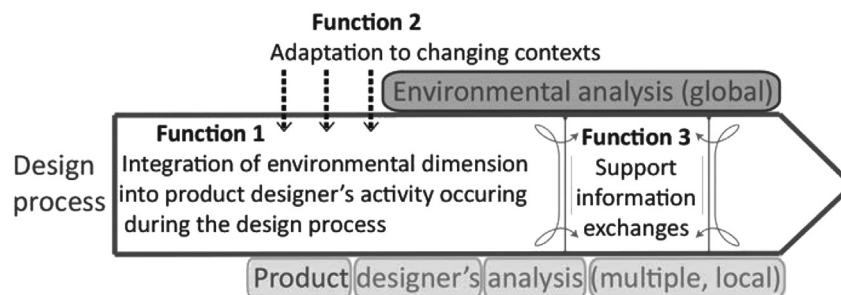 Function 2
Adaptation to changing contexts
Environmental analysis (global)
Function 1
Integration of environmental dimension
into product designer's activity occuring
during the design process
Function 3
Support
information
exchanges
Design
process
Product designer's analysis (multiple, local)